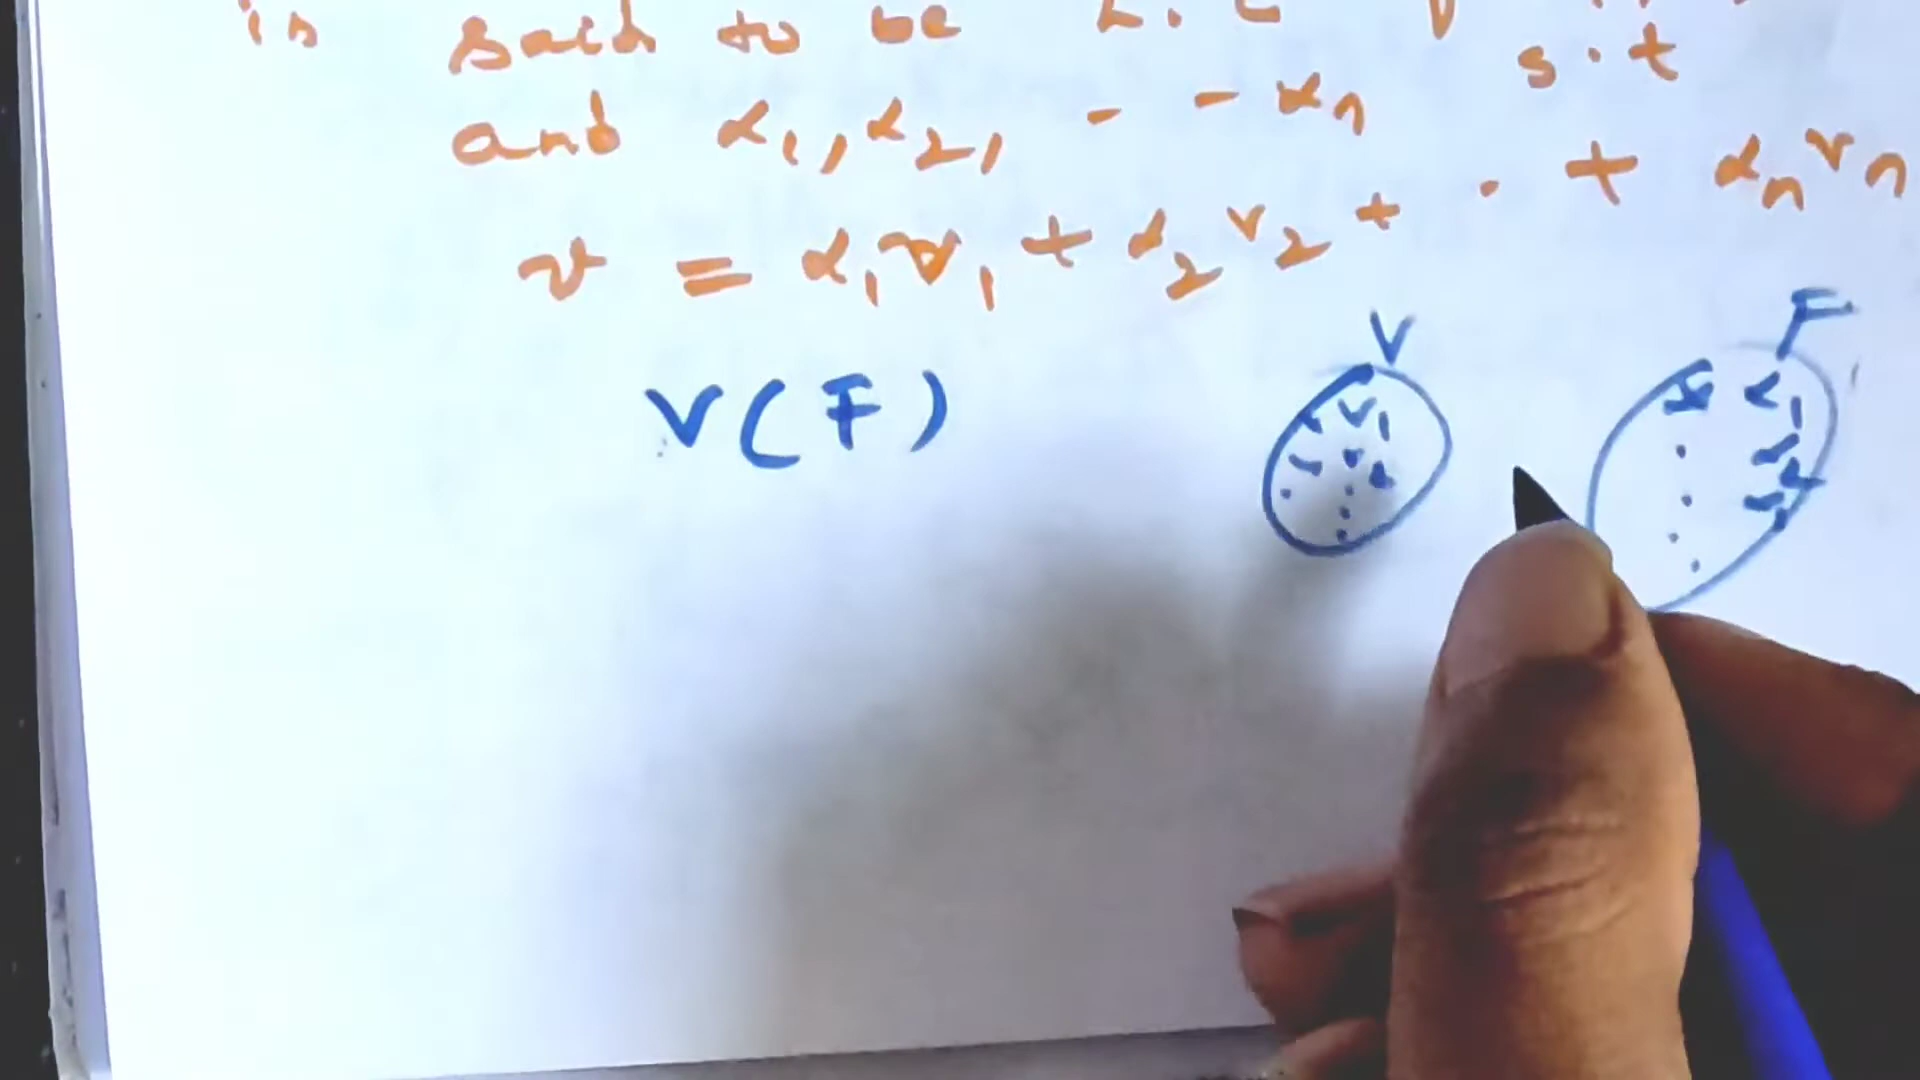 is said to be L.C
s.t
and α1, α2, - - αn
v = α1v1 + α2v2 + . + αnvn
V(F)
V
F
v1
α1